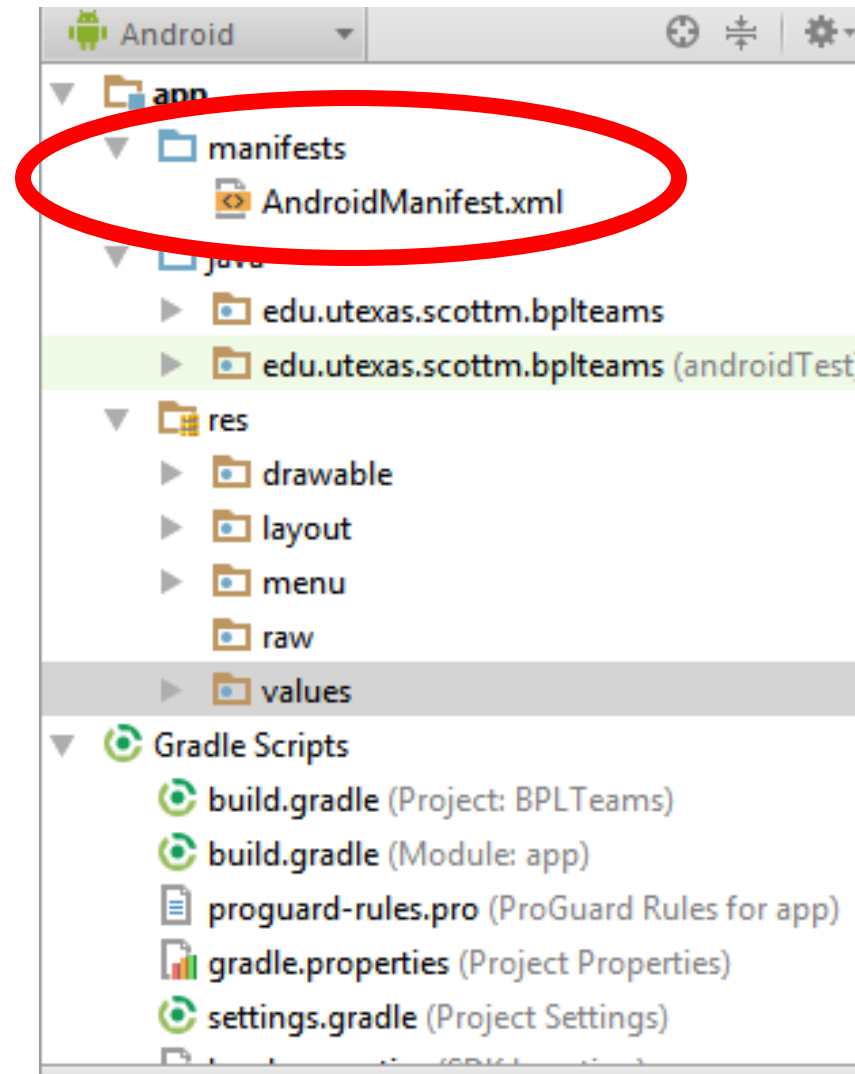 Android
app
manifests
AndroidManifest.xml
java
edu.utexas.scottm.bplteams
edu.utexas.scottm.bplteams (androidTest)
res
drawable
layout
menu
raw
values
Gradle Scripts
build.gradle (Project: BPLTeams)
build.gradle (Module: app)
proguard-rules.pro (ProGuard Rules for app)
gradle.properties (Project Properties)
settings.gradle (Project Settings)